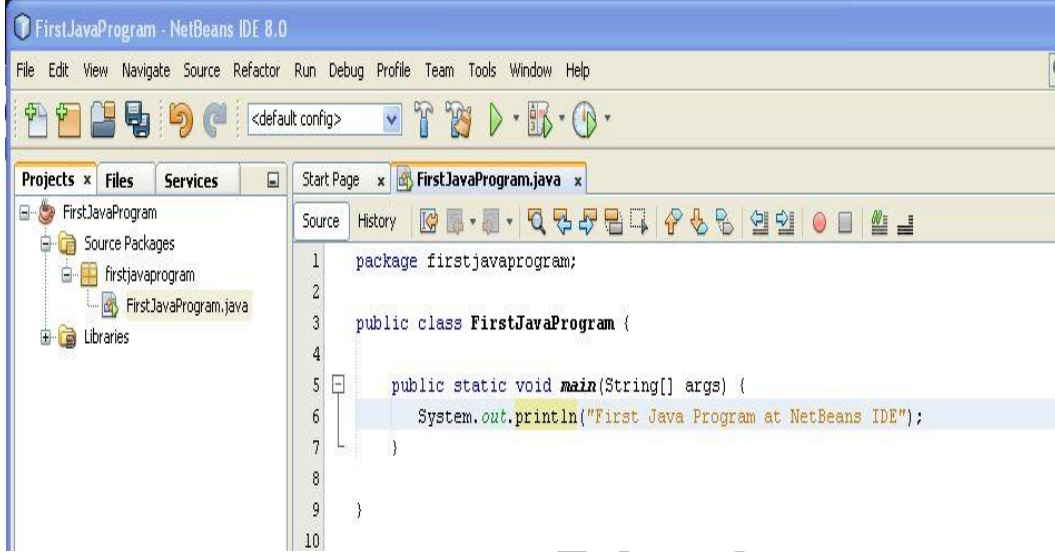 FirstJavaProgram - NetBeans IDE 8.0
File Edit View Navigate Source Refactor Run Debug Profile Team Tools Window Help
<default config>
Projects x Files Services
Start Page x FirstJavaProgram.java x
FirstJavaProgram
Source Packages
firstjavaprogram
FirstJavaProgram.java
Libraries
Source History
1 package firstjavaprogram;
2
3 public class FirstJavaProgram {
4
5 public static void main(String[] args) {
6 System.out.println("First Java Program at NetBeans IDE");
7 }
8
9 }
10